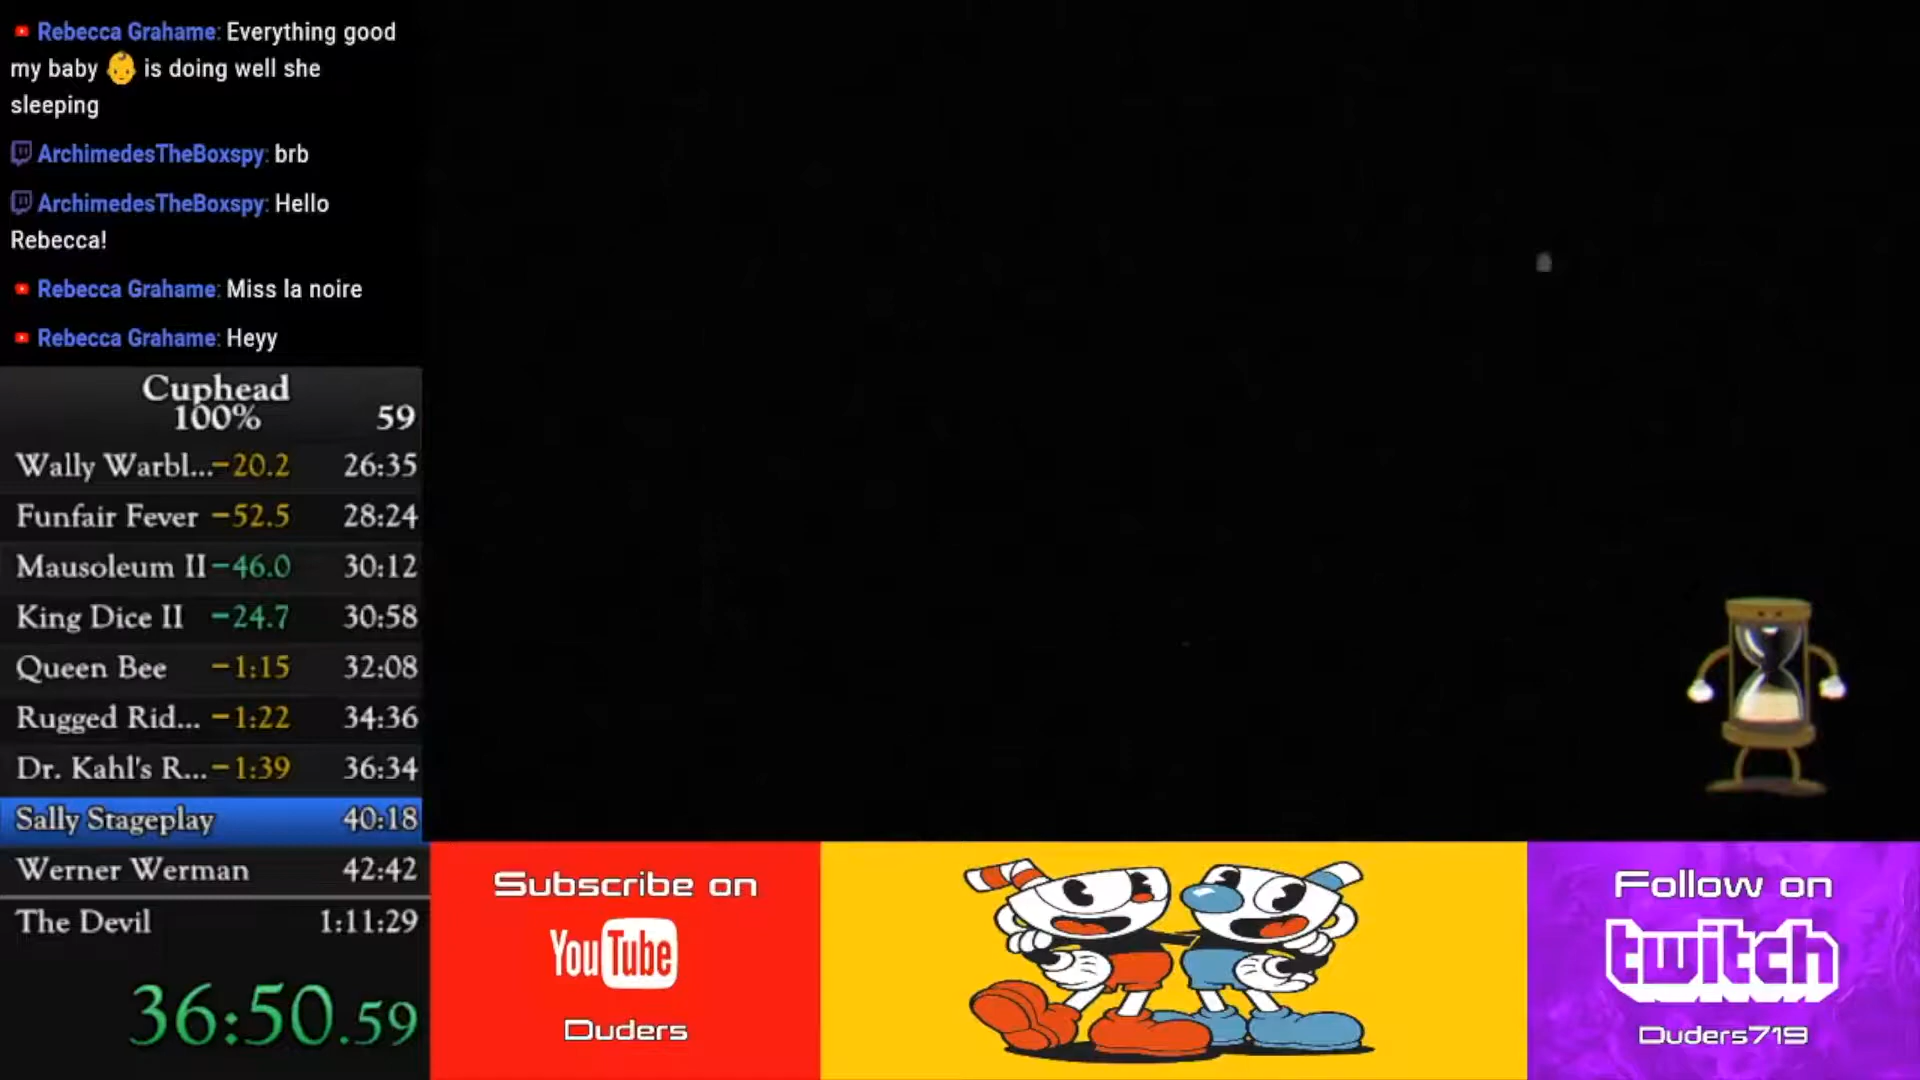 Rebecca Grahame: Everything good
my baby 👶 is doing well she
sleeping
ArchimedesTheBoxspy: brb
ArchimedesTheBoxspy: Hello
Rebecca!
Rebecca Grahame: Miss la noire
Rebecca Grahame: Heyy
Cuphead
100% 59
Wally Warbl... -20.2 26:35
Funfair Fever -52.5 28:24
Mausoleum II -46.0 30:12
King Dice II -24.7 30:58
Queen Bee -1:15 32:08
Rugged Rid... -1:22 34:36
Dr. Kahl's R... -1:39 36:34
Sally Stageplay 40:18
Werner Werman 42:42
The Devil 1:11:29
36:50.59
Subscribe on
YouTube
Duders
Follow on
twitch
Duders719